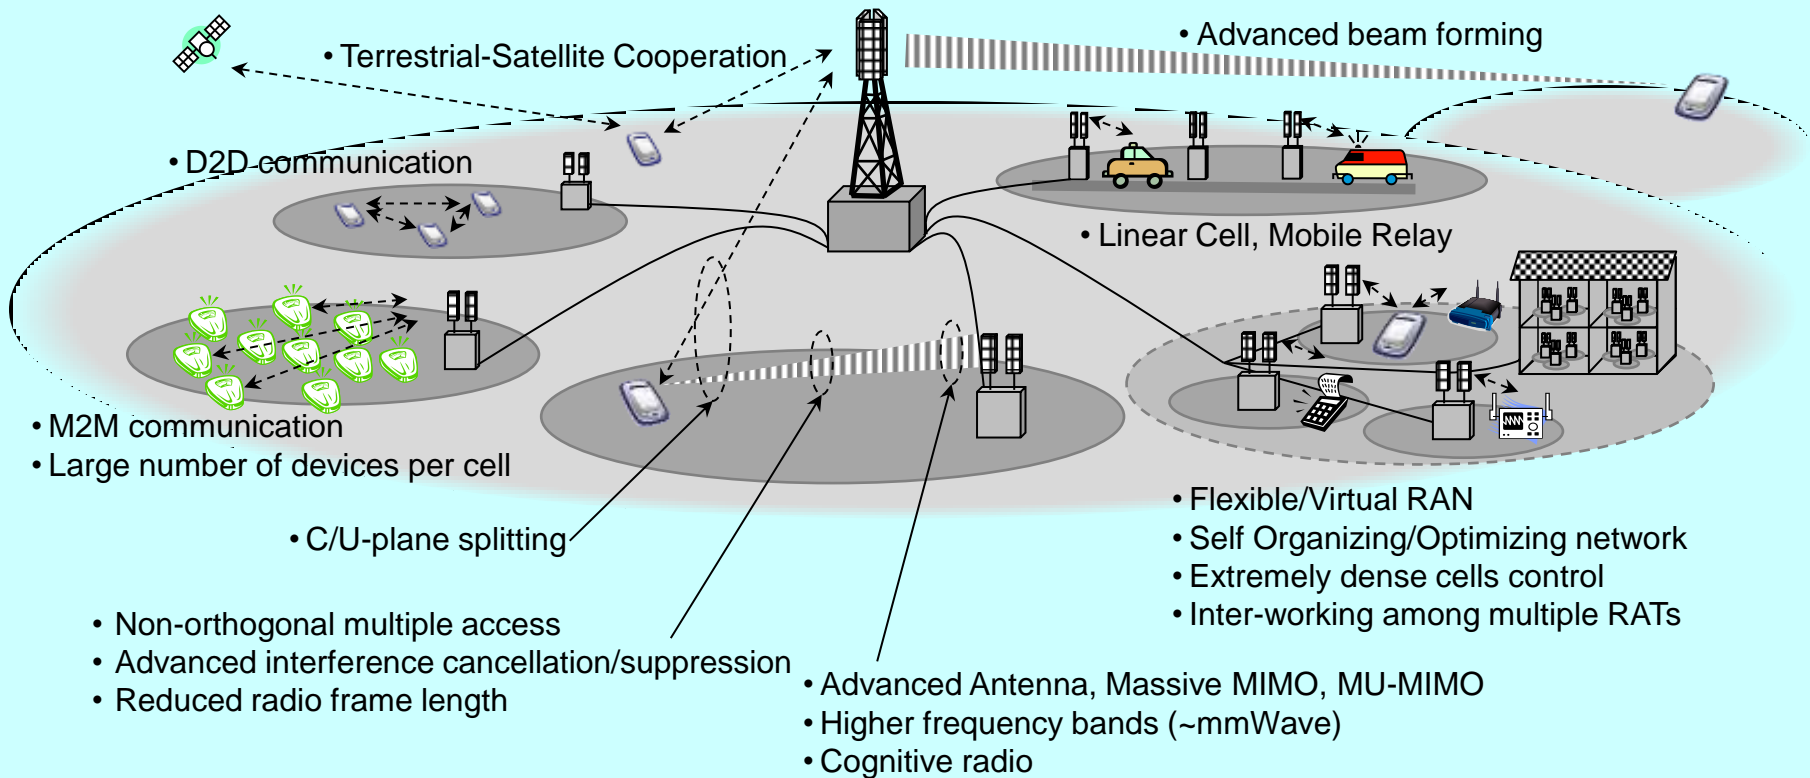 • Terrestrial-Satellite Cooperation
• Advanced beam forming
• D2D communication
• Linear Cell, Mobile Relay
• M2M communication
• Large number of devices per cell
• C/U-plane splitting
• Flexible/Virtual RAN
• Self Organizing/Optimizing network
• Extremely dense cells control
• Inter-working among multiple RATs
• Non-orthogonal multiple access
• Advanced interference cancellation/suppression
• Reduced radio frame length
• Advanced Antenna, Massive MIMO, MU-MIMO
• Higher frequency bands (~mmWave)
• Cognitive radio